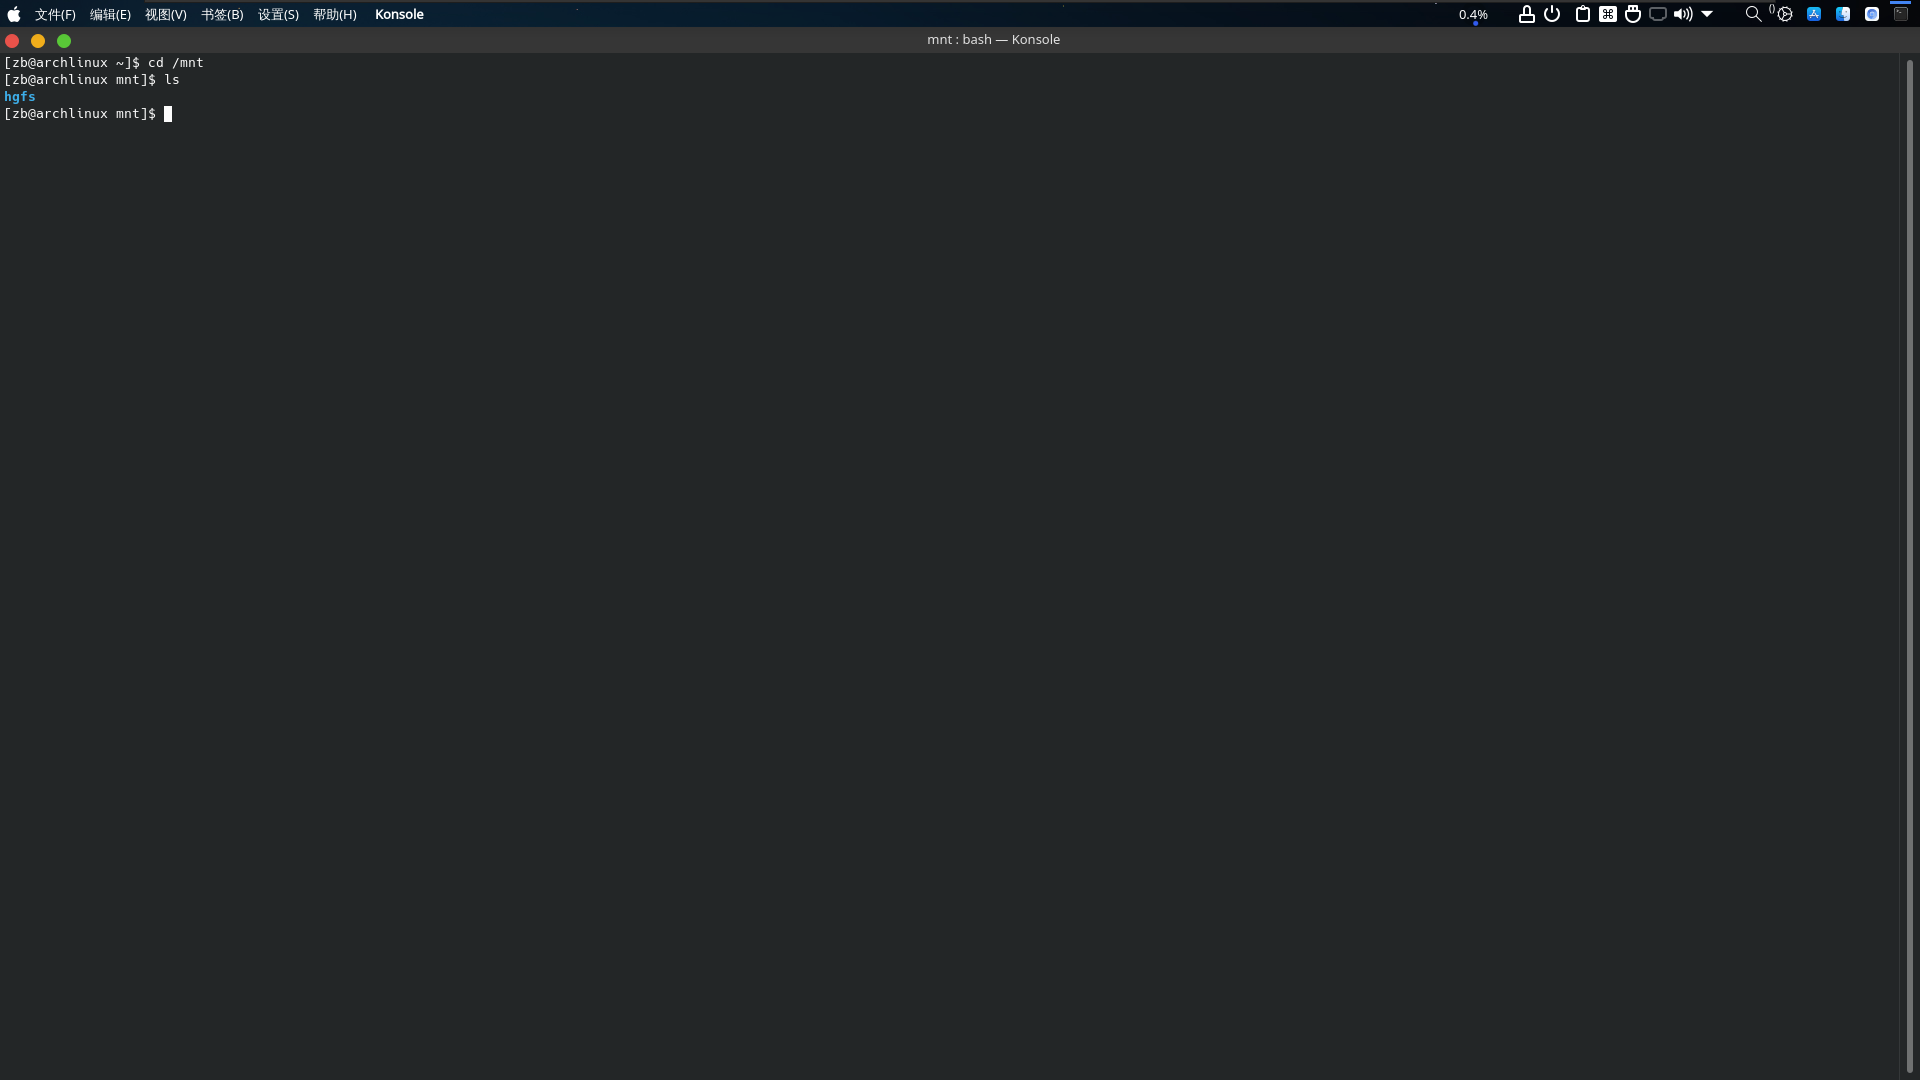 文件(F) 编辑(E) 视图(V) 书签(B) 设置(S) 帮助(H) Konsole 0.4%
mnt : bash — Konsole
[zb@archlinux ~]$ cd /mnt
[zb@archlinux mnt]$ ls
hgfs
[zb@archlinux mnt]$